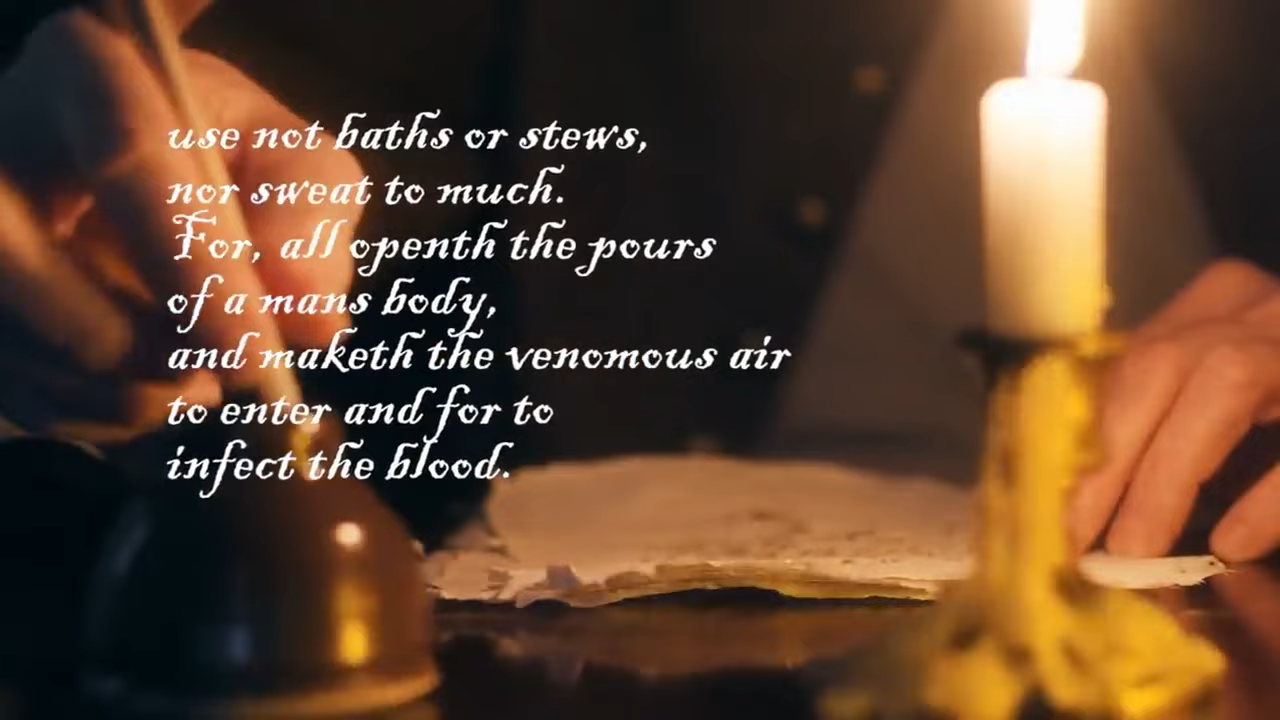 use not baths or stews,
nor sweat to much.
For, all openth the pours
of a mans body,
and maketh the venomous air
to enter and for to
infect the blood.